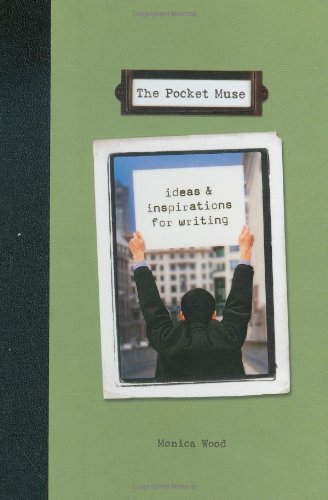 The Pocket Muse
ideas &
inspirations
for writing
Monica Wood